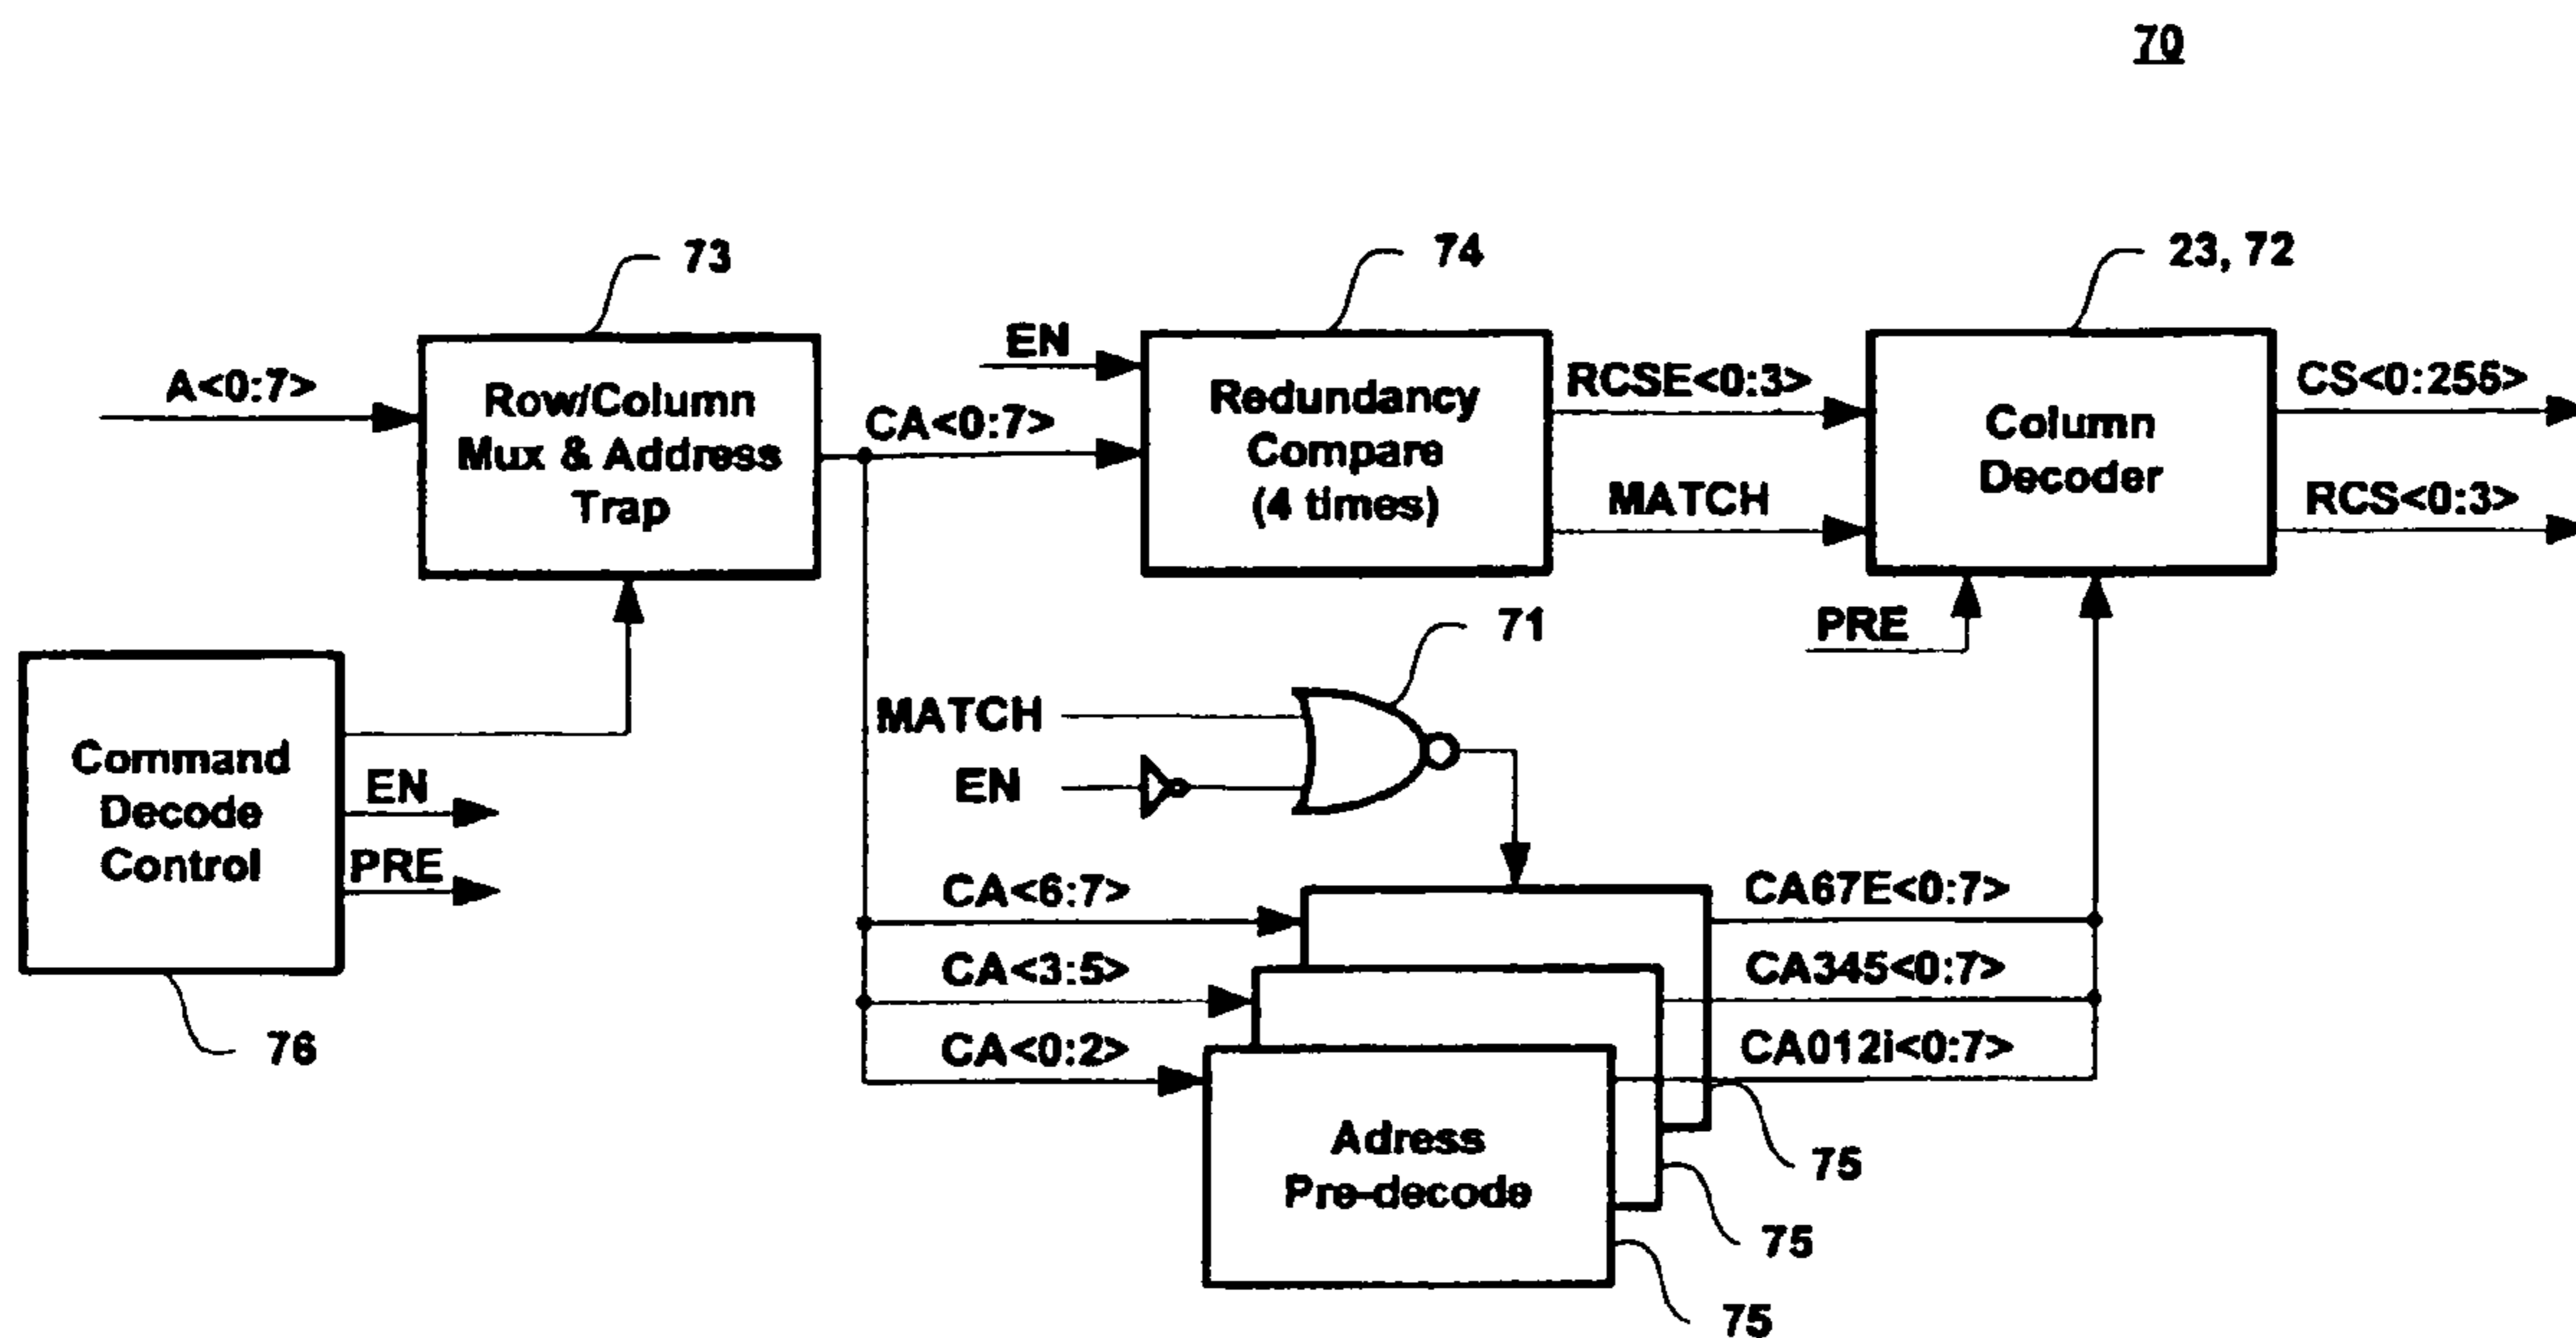 70
73
74
23, 72
A<0:7>
Row/Column
Mux & Address
Trap
CA<0:7>
EN
Redundancy
Compare
(4 times)
RCSE<0:3>
MATCH
Column
Decoder
CS<0:255>
RCS<0:3>
PRE
71
MATCH
EN
Command
Decode
Control
EN
PRE
76
CA<6:7>
CA<3:5>
CA<0:2>
CA67E<0:7>
CA345<0:7>
CA012i<0:7>
Adress
Pre-decode
75
75
75